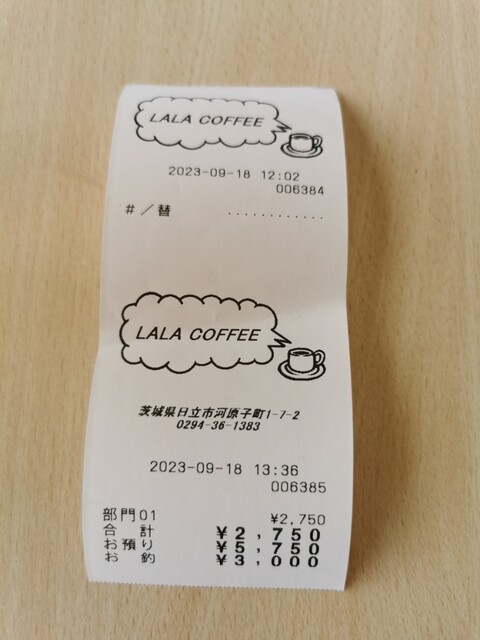 LALA COFFEE
2023-09-18 12:02
006384
#/替 ............
LALA COFFEE
茨城県日立市河原子町1-7-2
0294-36-1383
2023-09-18 13:36
006385
部門01 ¥2,750
合計 ¥2,750
お預り ¥5,750
お釣 ¥3,000